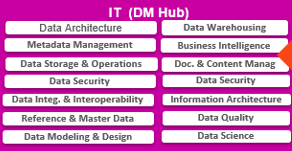 IT (DM Hub)
Data Architecture
Metadata Management
Data Storage & Operations
Data Security
Data Integ. & Interoperability
Reference & Master Data
Data Modeling & Design
Data Warehousing
Business Intelligence
Doc. & Content Manag
Data Security
Information Architecture
Data Quality
Data Science